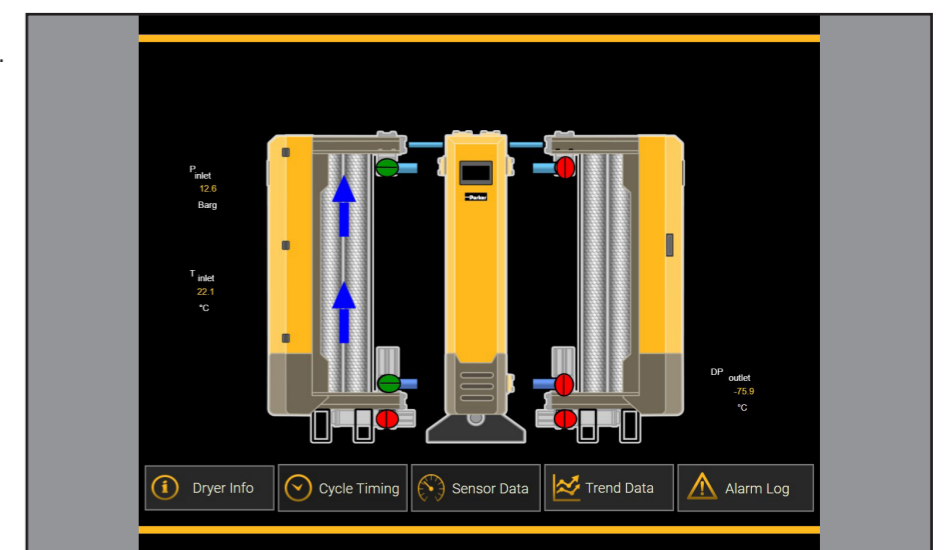 .
P inlet
12.6
Barg
Parker
T inlet
22.1
°C
DP outlet
-75.9
°C
Dryer Info
Cycle Timing
Sensor Data
Trend Data
Alarm Log